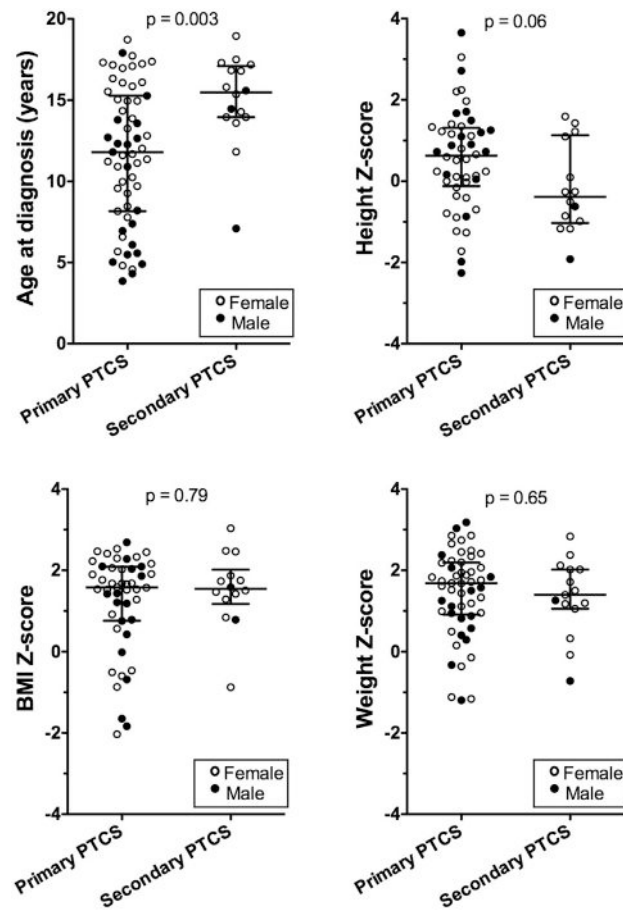 p = 0.003
20
15
10
5
0
Age at diagnosis (years)
Female
Male
Primary PTCS
Secondary PTCS
p = 0.06
4
2
0
-2
-4
Height Z-score
Female
Male
Primary PTCS
Secondary PTCS
p = 0.79
4
2
0
-2
-4
BMI Z-score
Female
Male
Primary PTCS
Secondary PTCS
p = 0.65
4
2
0
-2
-4
Weight Z-score
Female
Male
Primary PTCS
Secondary PTCS